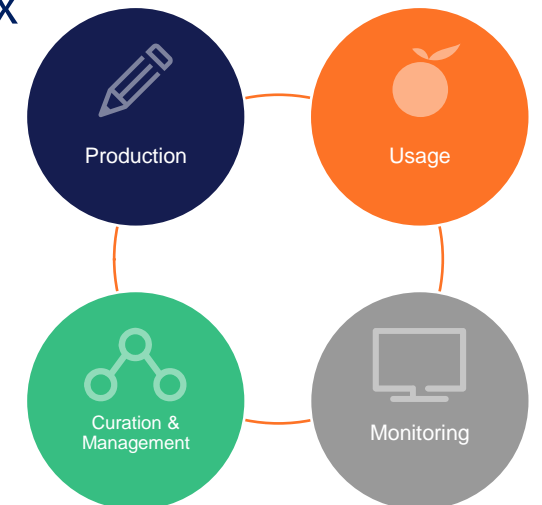 x
Production
Usage
Curation &
Management
Monitoring